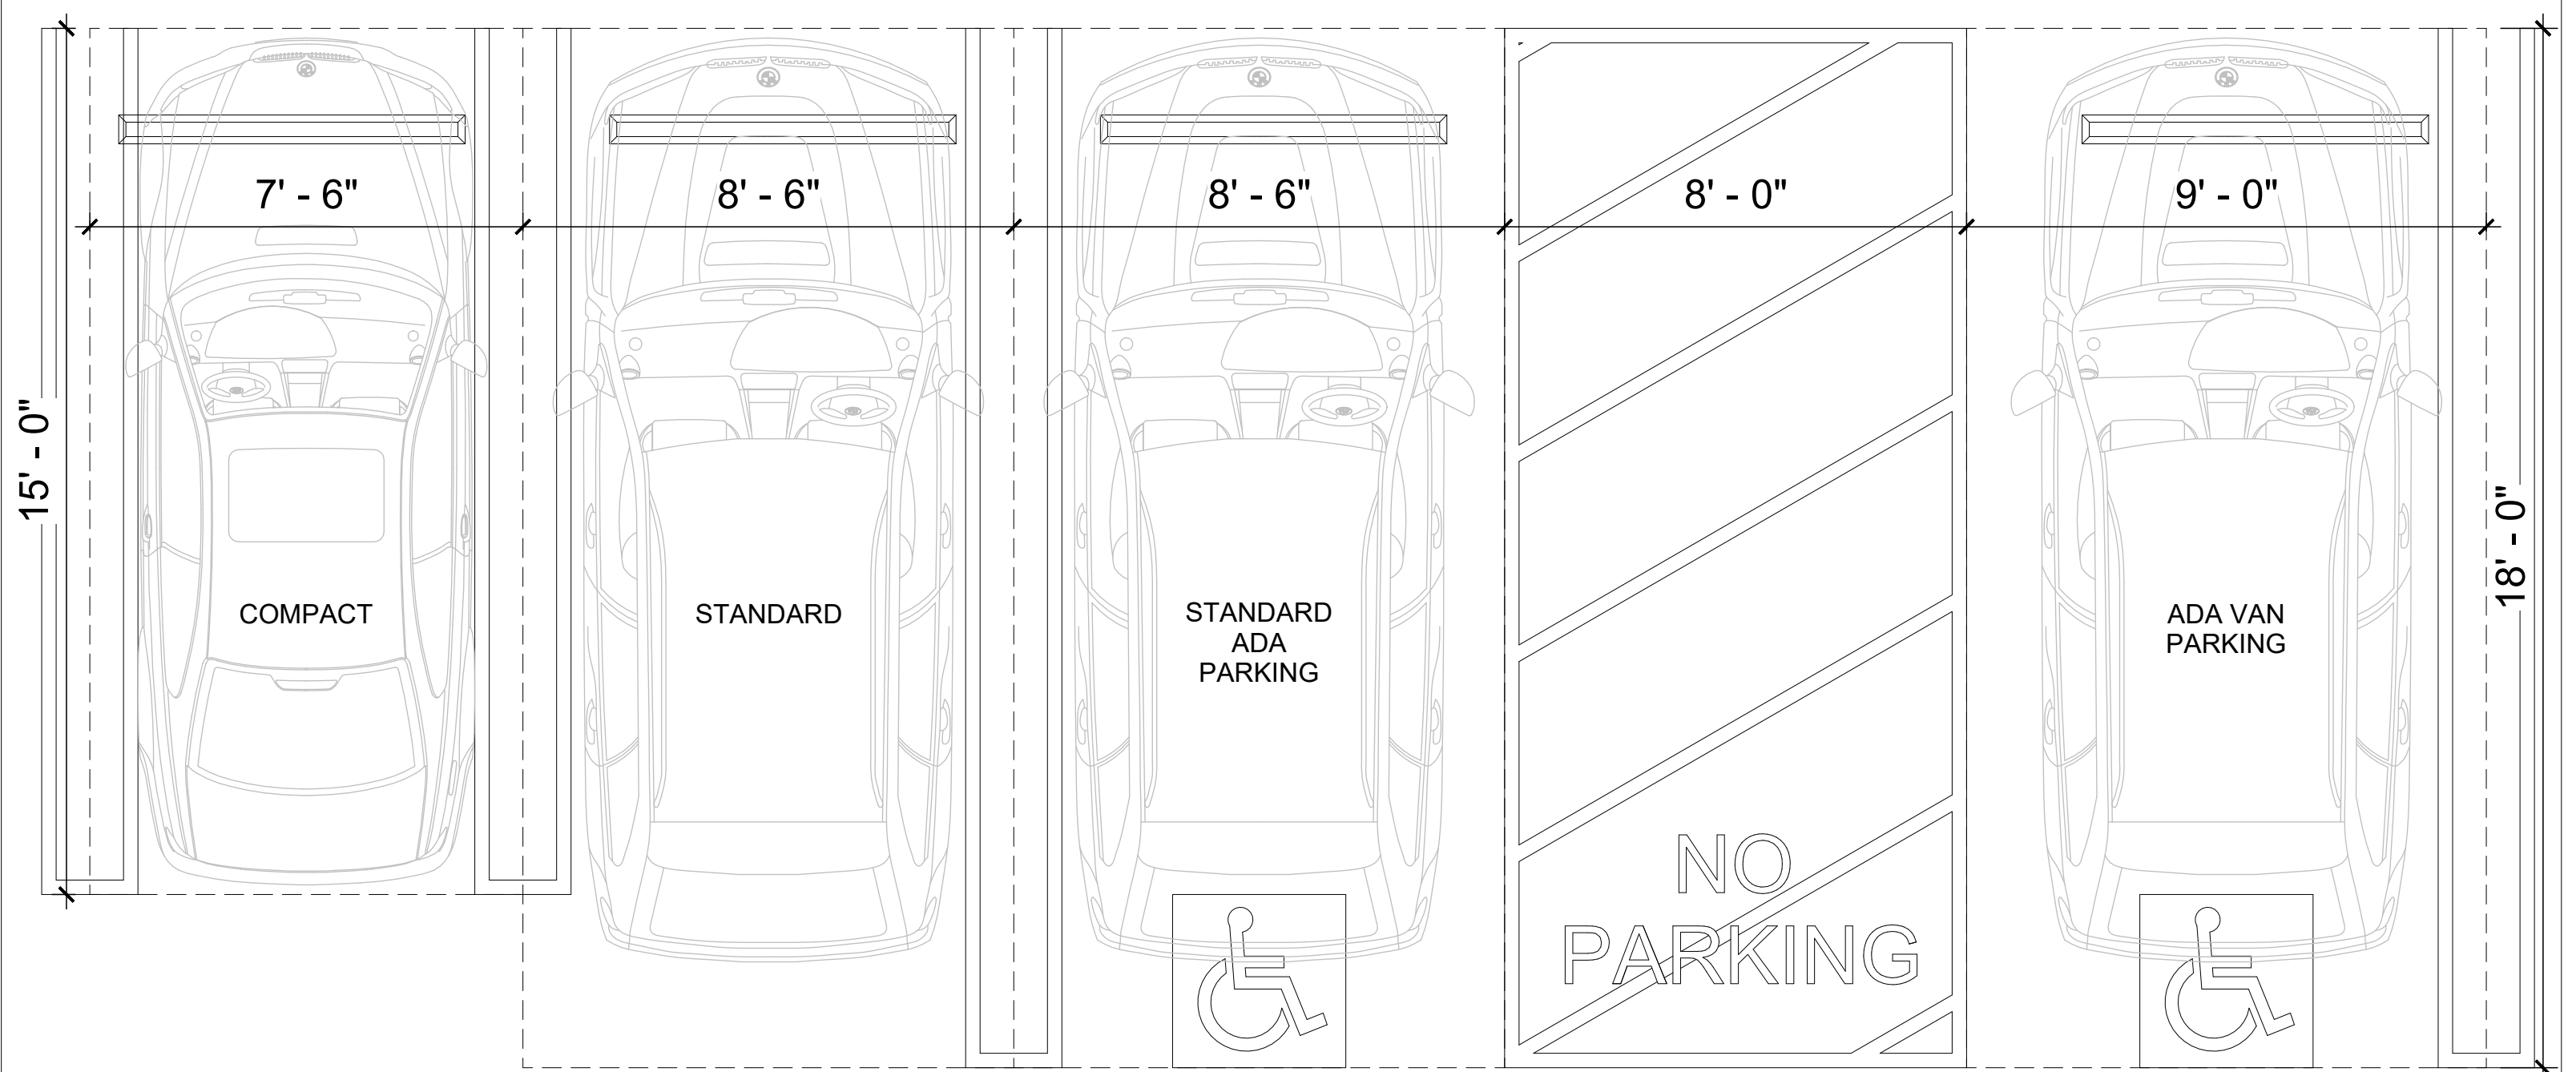 7' - 6"
8' - 6"
8' - 6"
8' - 0"
9' - 0"
15' - 0"
18' - 0"
COMPACT
STANDARD
STANDARD
ADA
PARKING
ADA VAN
PARKING
NO
PARKING